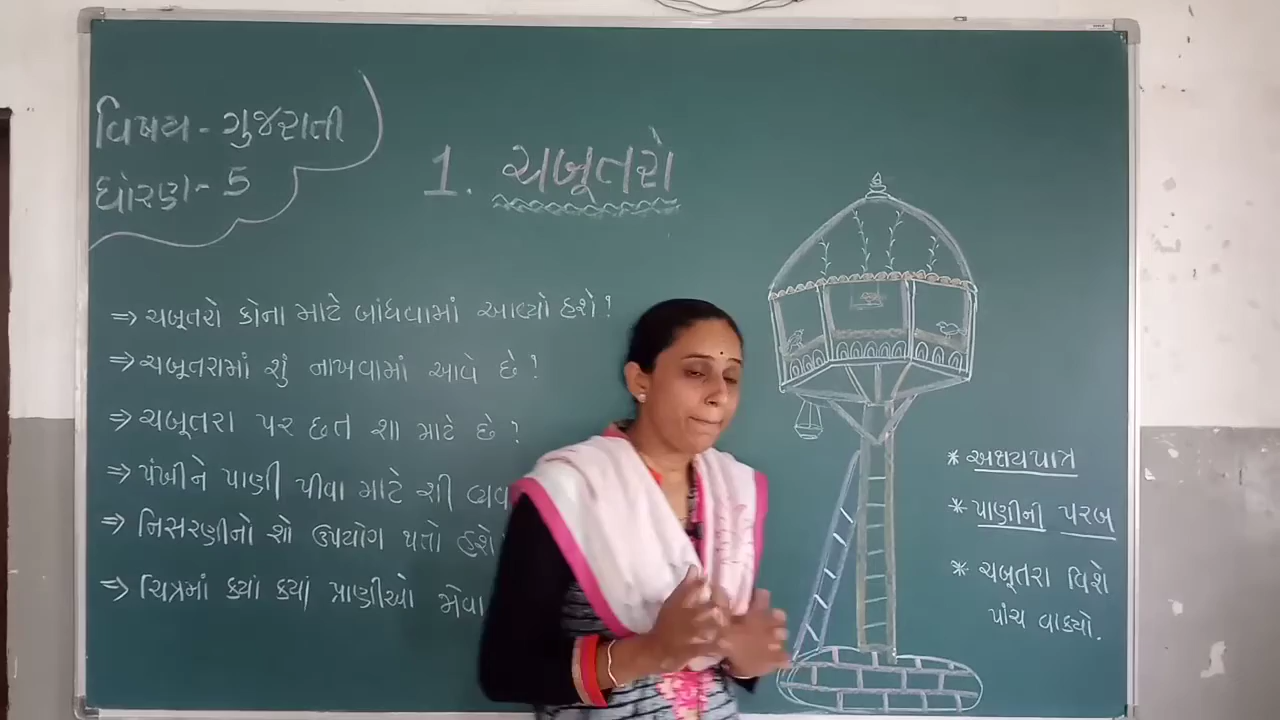 વિષય - ગુજરાતી
ધોરણ - 5
1. ચબૂતરો
⇒ ચબૂતરો કોના માટે બાંધવામાં આવ્યો હશે ?
⇒ ચબૂતરામાં શું નાખવામાં આવે છે ?
⇒ ચબૂતરા પર છત શા માટે છે ?
⇒ પંખીને પાણી પીવા માટે શી
⇒ નિસરણીનો શો ઉપયોગ થતો હશે
⇒ ચિત્રમાં ક્યાં ક્યાં પ્રાણીઓ
* અક્ષયપાત્ર
* પાણીની પરબ
* ચબૂતરા વિશે
પાંચ વાક્યો.